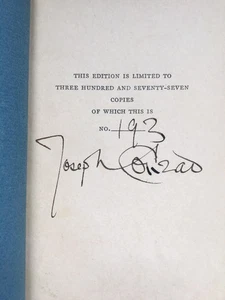 THIS EDITION IS LIMITED TO
THREE HUNDRED AND SEVENTY-SEVEN
COPIES
OF WHICH THIS IS
NO. 193
Joseph Conrad